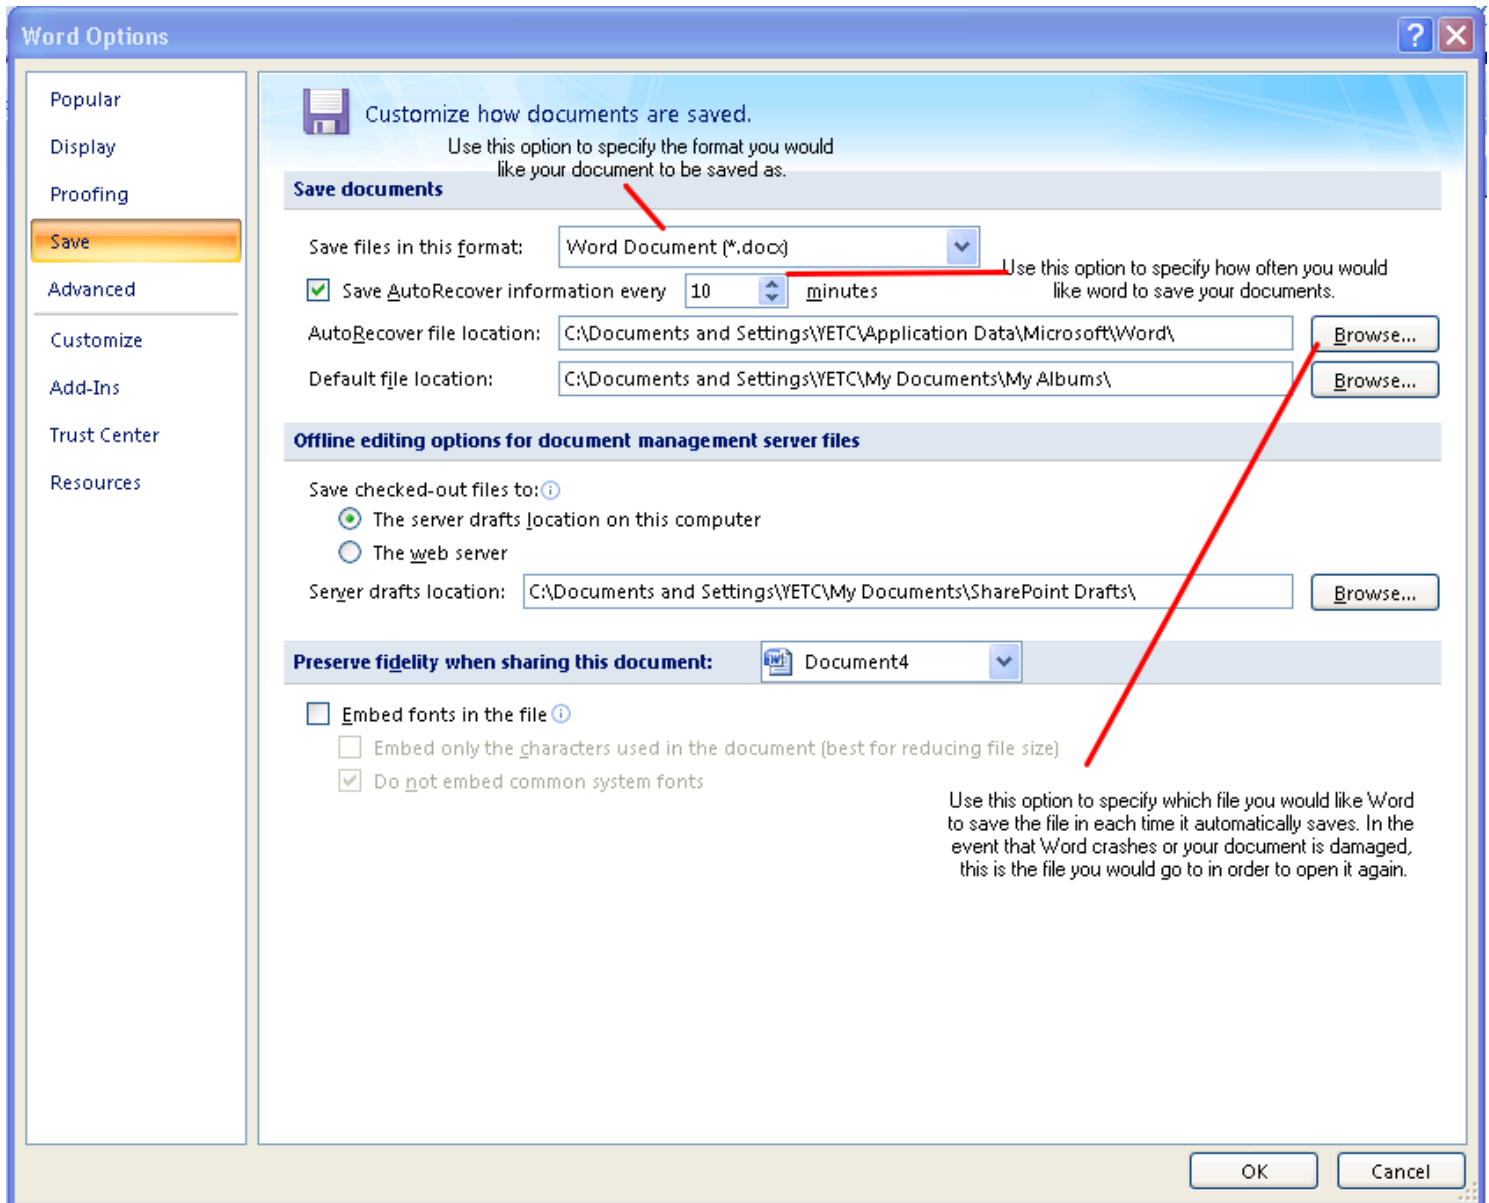 Word Options
?
Popular
Display
Proofing
Save
Advanced
Customize
Add-Ins
Trust Center
Resources
Customize how documents are saved.
Use this option to specify the format you would
like your document to be saved as.
Save documents
Save files in this format: Word Document (*.docx)
Use this option to specify how often you would
like word to save your documents.
Save AutoRecover information every 10 minutes
AutoRecover file location: C:\Documents and Settings\YETC\Application Data\Microsoft\Word\ Browse...
Default file location: C:\Documents and Settings\YETC\My Documents\My Albums\ Browse...
Offline editing options for document management server files
Save checked-out files to:
The server drafts location on this computer
The web server
Server drafts location: C:\Documents and Settings\YETC\My Documents\SharePoint Drafts\ Browse...
Preserve fidelity when sharing this document: Document4
Embed fonts in the file
Embed only the characters used in the document (best for reducing file size)
Do not embed common system fonts
Use this option to specify which file you would like Word
to save the file in each time it automatically saves. In the
event that Word crashes or your document is damaged,
this is the file you would go to in order to open it again.
OK Cancel